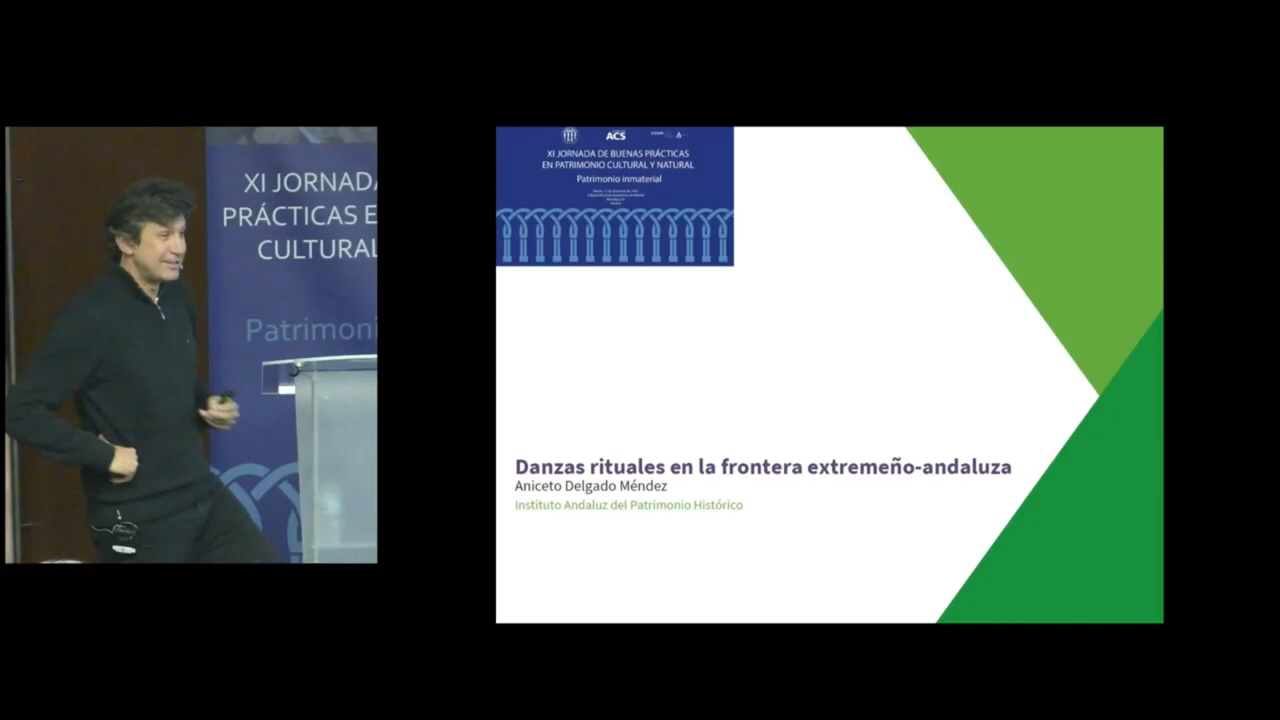 XI JORNADA
PRÁCTICAS E
CULTURAL
Patrimoni
ACS
XI JORNADA DE BUENAS PRÁCTICAS
EN PATRIMONIO CULTURAL Y NATURAL
Patrimonio inmaterial
Danzas rituales en la frontera extremeño-andaluza
Aniceto Delgado Méndez
Instituto Andaluz del Patrimonio Histórico